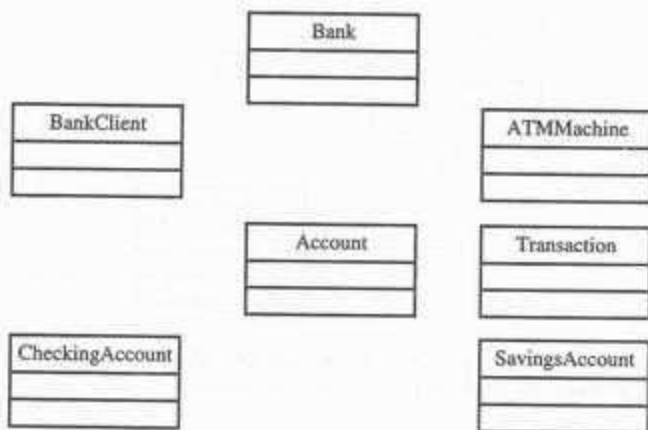 Bank
BankClient
ATMMachine
Account
Transaction
CheckingAccount
SavingsAccount